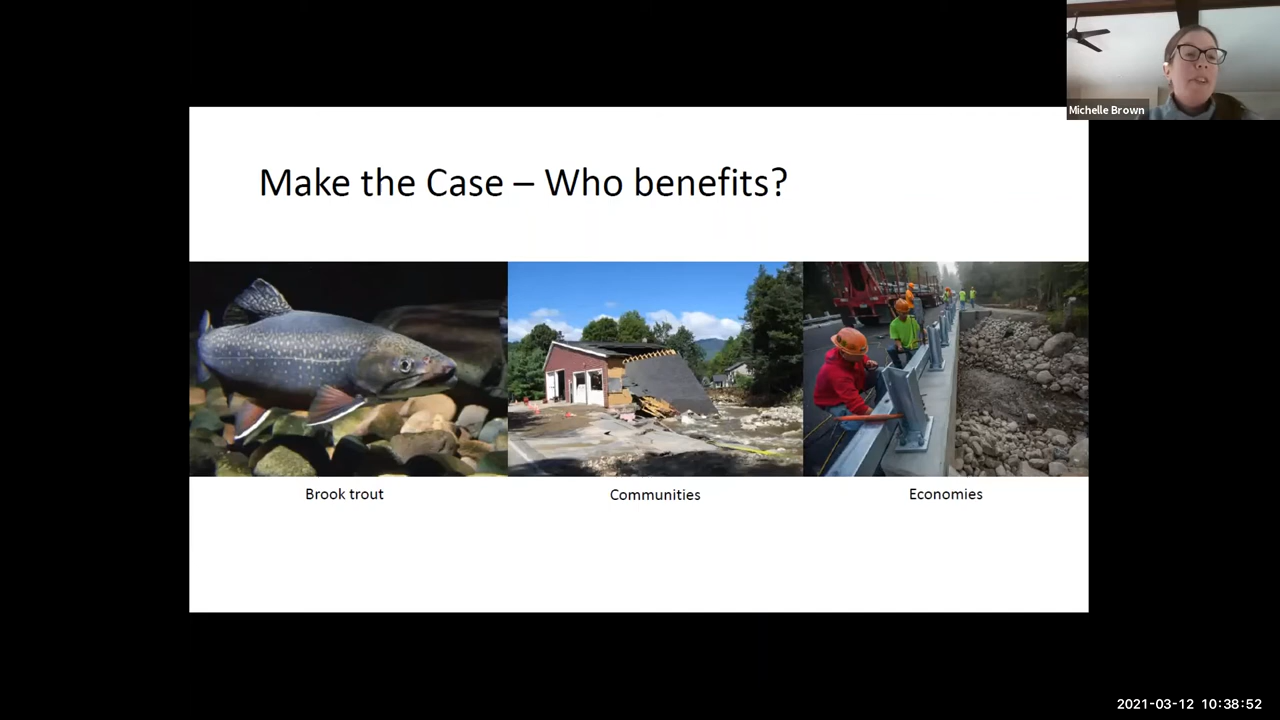 Michelle Brown
Make the Case – Who benefits?
Brook trout
Communities
Economies
2021-03-12 10:38:52